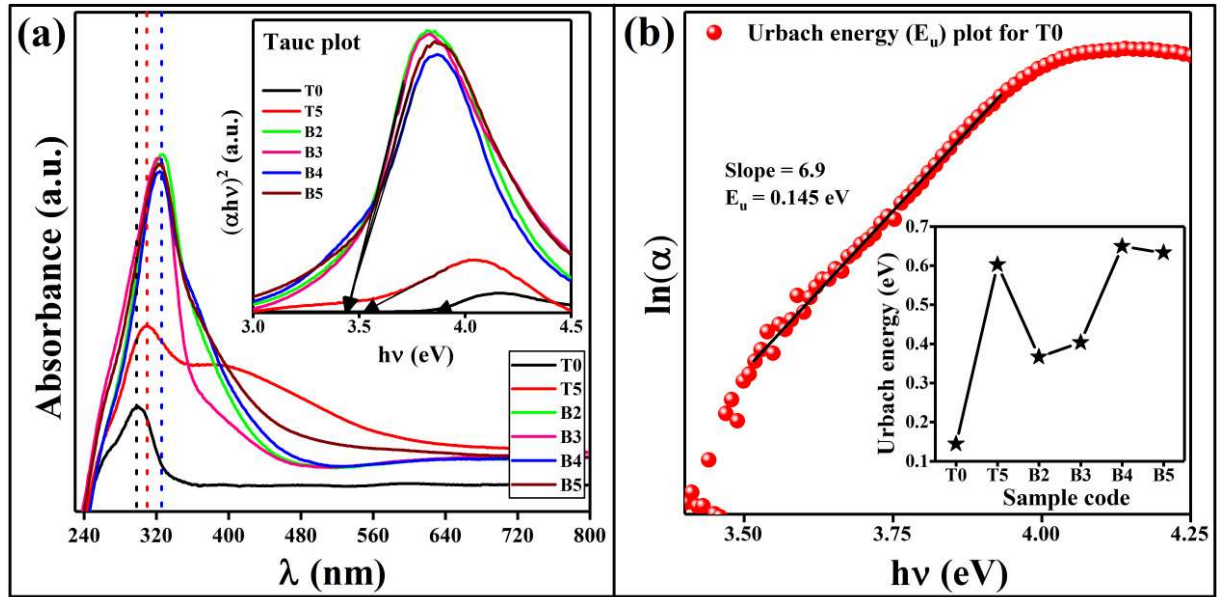 (a)
Tauc plot
T0
T5
B2
B3
B4
B5
(αhν)² (a.u.)
3.0 3.5 4.0 4.5
hν (eV)
Absorbance (a.u.)
T0
T5
B2
B3
B4
B5
240 320 400 480 560 640 720 800
λ (nm)
(b)
Urbach energy (Eᵤ) plot for T0
Slope = 6.9
Eᵤ = 0.145 eV
ln(α)
0.7
0.6
0.5
0.4
0.3
0.2
0.1
Urbach energy (eV)
T0 T5 B2 B3 B4 B5
Sample code
3.50 3.75 4.00 4.25
hν (eV)